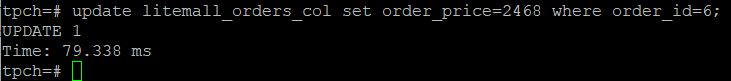 tpch=# update litemall_orders_col set order_price=2468 where order_id=6;
UPDATE 1
Time: 79.338 ms
tpch=#